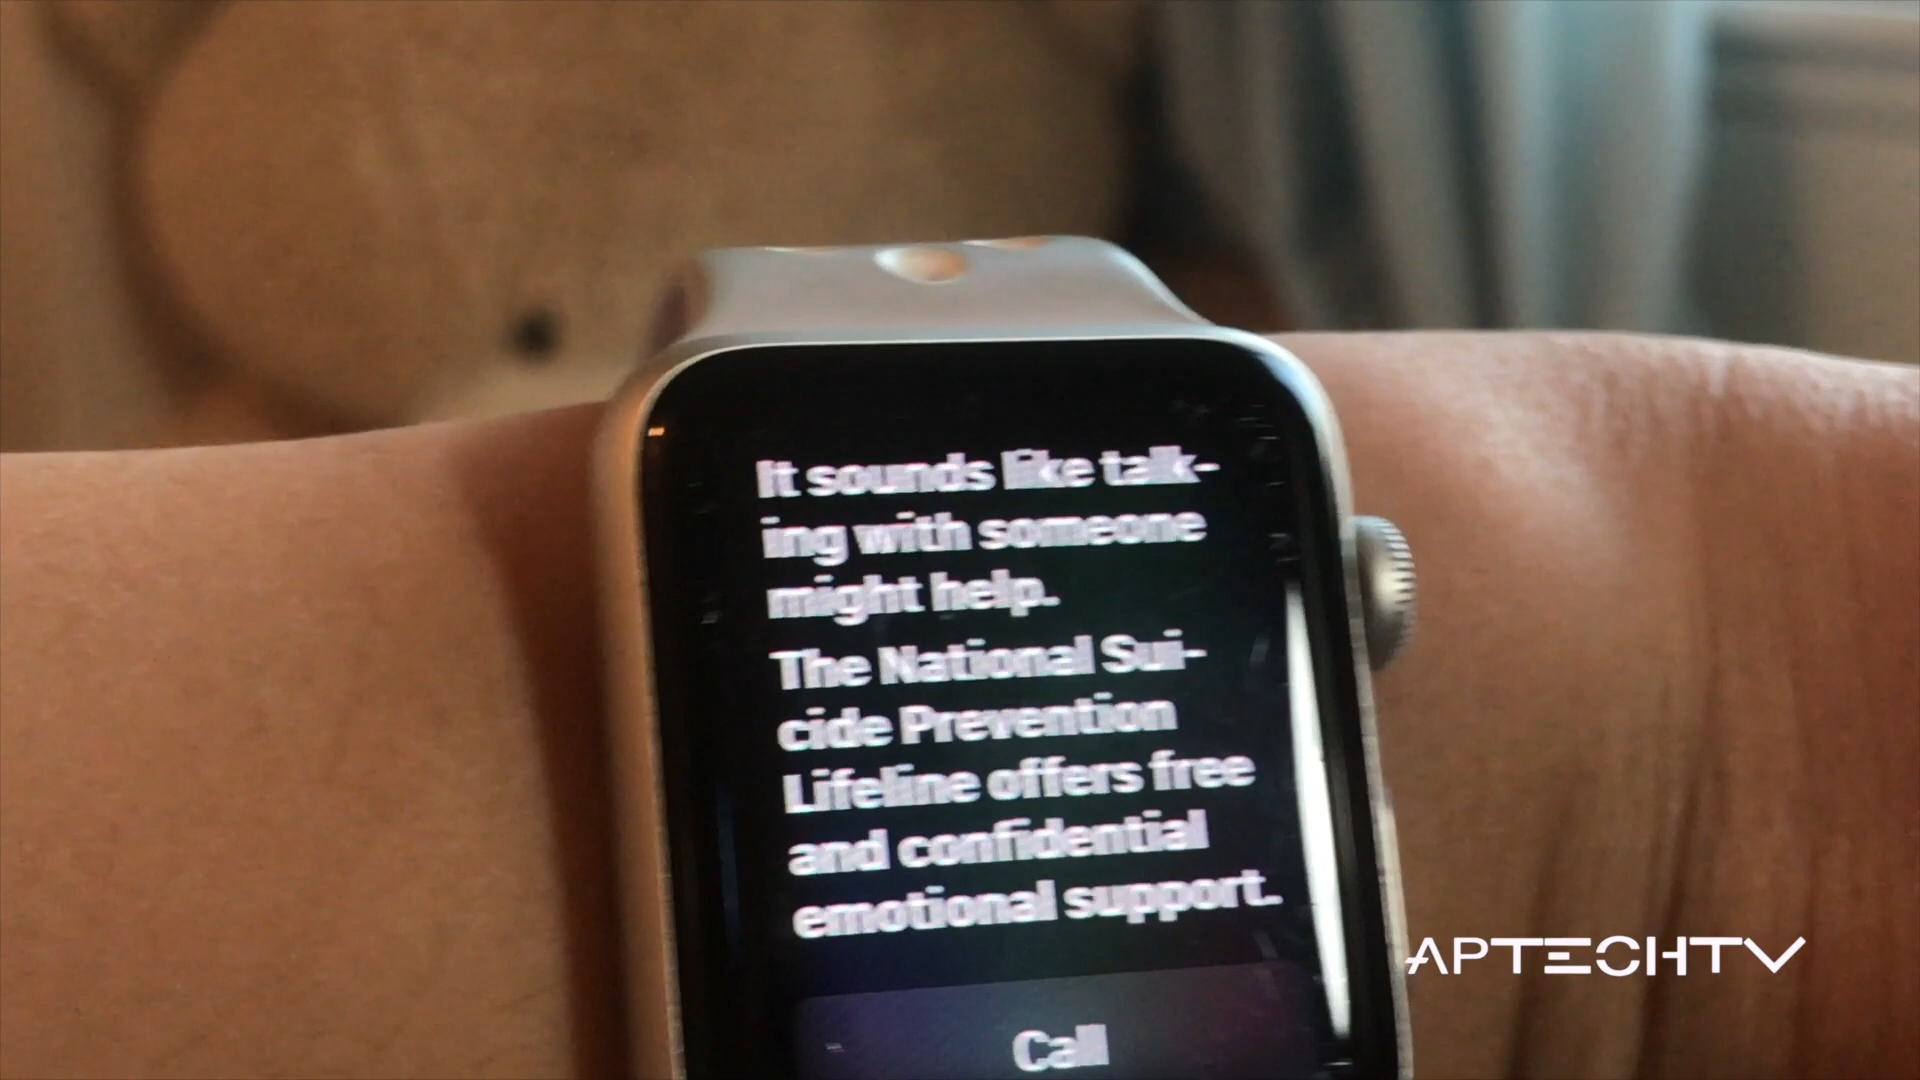 It sounds like talk-
ing with someone
might help.
The National Sui-
cide Prevention
Lifeline offers free
and confidential
emotional support.
Call
APTECHTV